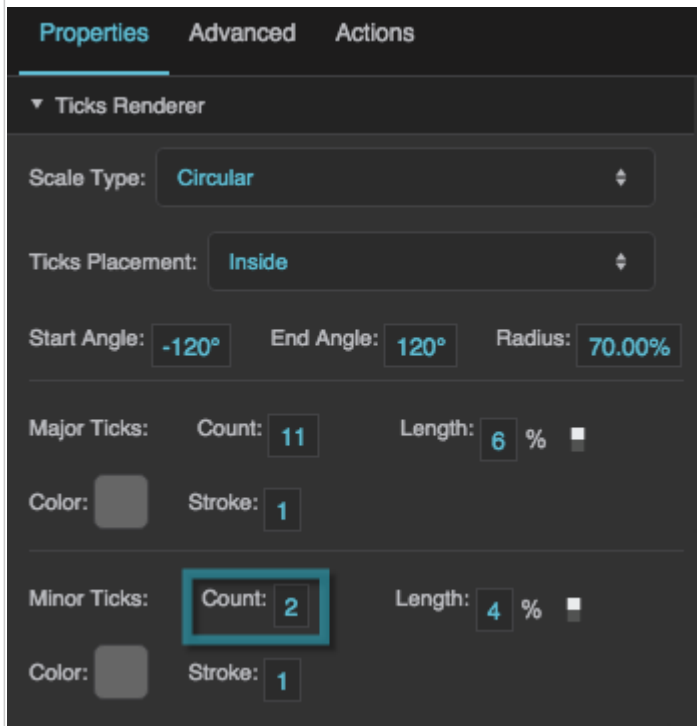 Properties Advanced Actions
Ticks Renderer
Scale Type: Circular
Ticks Placement: Inside
Start Angle: -120° End Angle: 120° Radius: 70.00%
Major Ticks: Count: 11 Length: 6 %
Color: Stroke: 1
Minor Ticks: Count: 2 Length: 4 %
Color: Stroke: 1